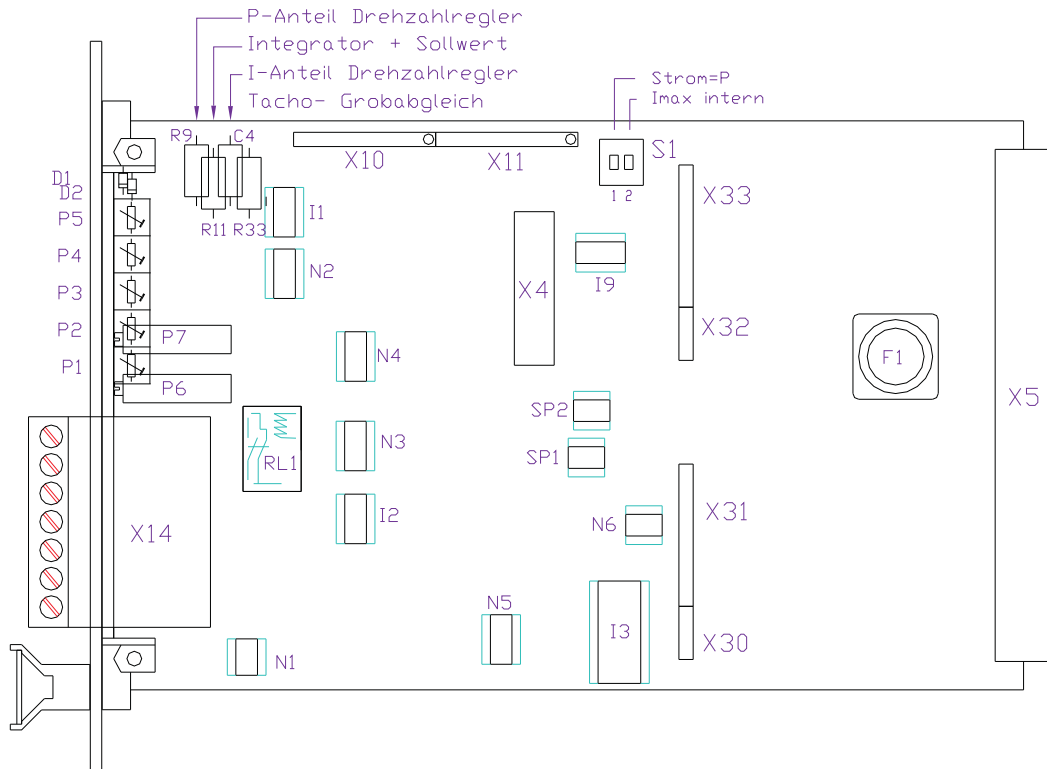 P-Anteil Drehzahlregler
Integrator + Sollwert
I-Anteil Drehzahlregler
Tacho- Grobabgleich
Strom=P
Imax intern
R9
C4
X10
X11
S1
1 2
D1
D2
R11
R33
I1
X33
P5
P4
P3
P2
P1
P7
P6
N2
X4
I9
X32
N4
F1
X5
SP2
SP1
N3
RL1
I2
X14
X31
N6
N5
I3
X30
N1